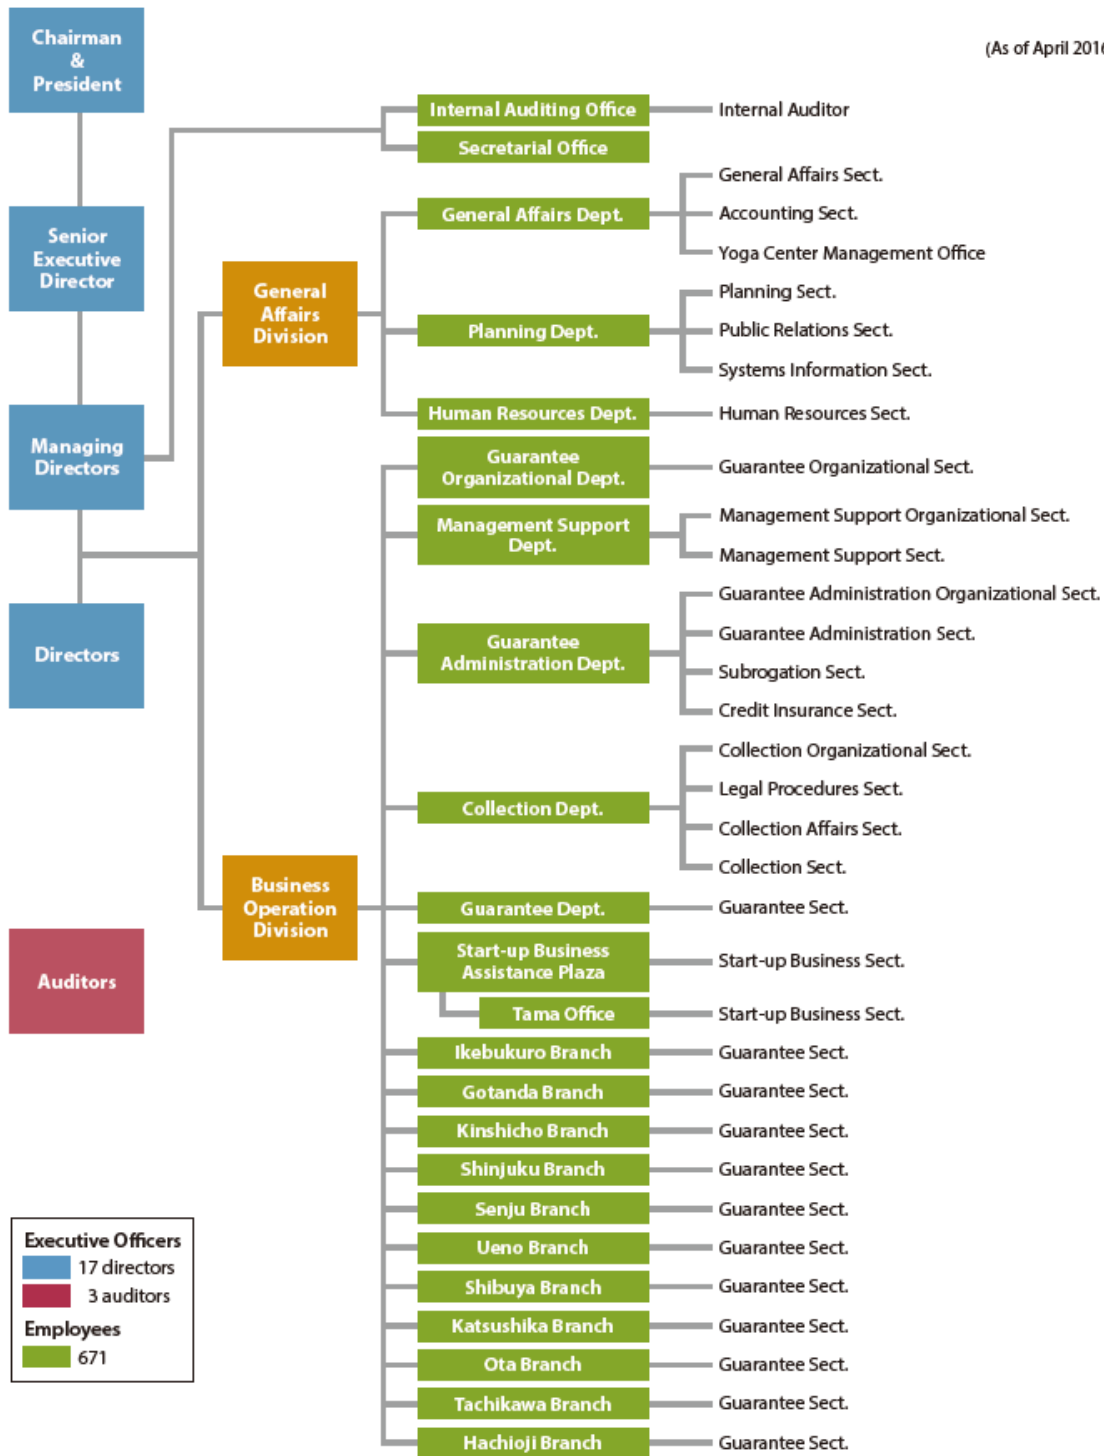 Chairman
&
President
(As of April 2016
Internal Auditing Office
Internal Auditor
Secretarial Office
General Affairs Sect.
General Affairs Dept.
Accounting Sect.
Yoga Center Management Office
Senior
Executive
Director
General
Affairs
Division
Planning Sect.
Planning Dept.
Public Relations Sect.
Systems Information Sect.
Human Resources Dept.
Human Resources Sect.
Managing
Directors
Guarantee
Organizational Dept.
Guarantee Organizational Sect.
Management Support
Dept.
Management Support Organizational Sect.
Management Support Sect.
Directors
Guarantee
Administration Dept.
Guarantee Administration Organizational Sect.
Guarantee Administration Sect.
Subrogation Sect.
Credit Insurance Sect.
Collection Dept.
Collection Organizational Sect.
Legal Procedures Sect.
Collection Affairs Sect.
Collection Sect.
Business
Operation
Division
Guarantee Dept.
Guarantee Sect.
Auditors
Start-up Business
Assistance Plaza
Start-up Business Sect.
Tama Office
Start-up Business Sect.
Ikebukuro Branch
Guarantee Sect.
Gotanda Branch
Guarantee Sect.
Kinshicho Branch
Guarantee Sect.
Shinjuku Branch
Guarantee Sect.
Senju Branch
Guarantee Sect.
Ueno Branch
Guarantee Sect.
Shibuya Branch
Guarantee Sect.
Katsushika Branch
Guarantee Sect.
Ota Branch
Guarantee Sect.
Tachikawa Branch
Guarantee Sect.
Hachioji Branch
Guarantee Sect.
Executive Officers
17 directors
3 auditors
Employees
671